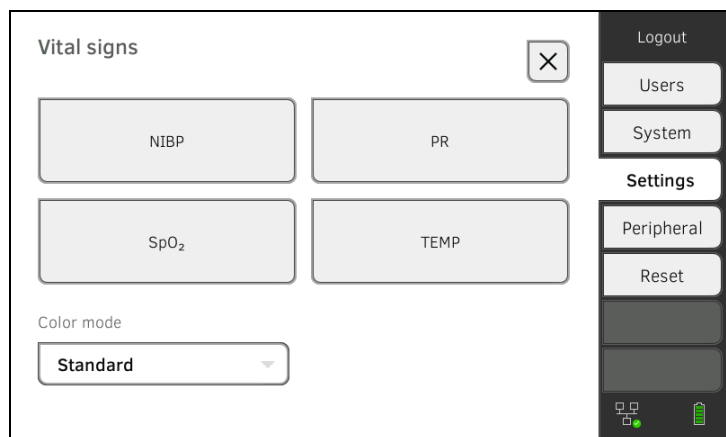 Vital signs
NIBP
PR
SpO₂
TEMP
Color mode
Standard
Logout
Users
System
Settings
Peripheral
Reset